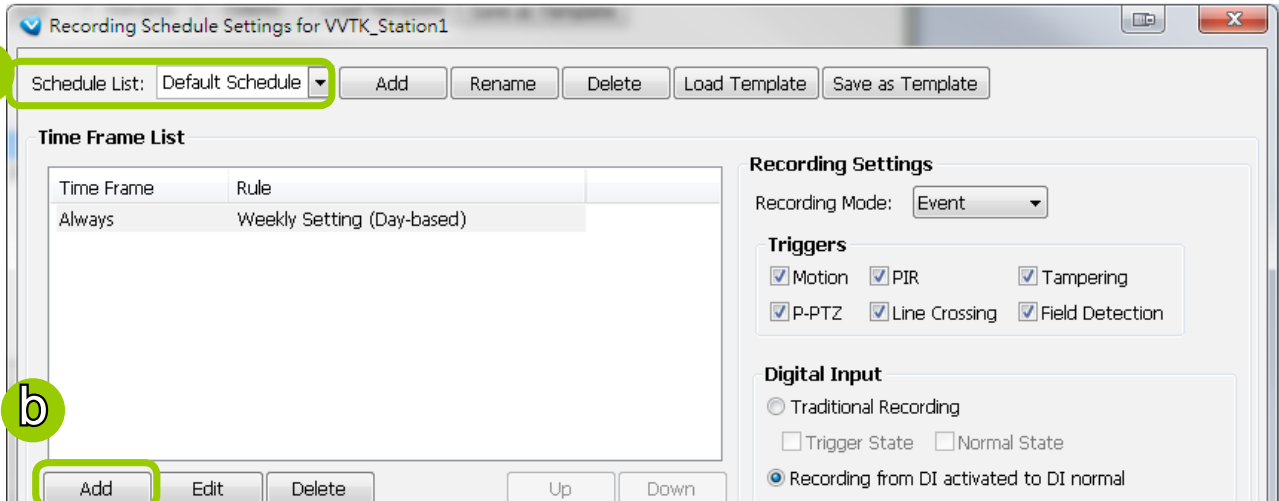 Recording Schedule Settings for VVTK_Station1
Schedule List: Default Schedule Add Rename Delete Load Template Save as Template
Time Frame List
Time Frame Rule
Always Weekly Setting (Day-based)
Recording Settings
Recording Mode: Event
Triggers
Motion PIR Tampering
P-PTZ Line Crossing Field Detection
Digital Input
Traditional Recording
Trigger State Normal State
Recording from DI activated to DI normal
b
Add Edit Delete Up Down